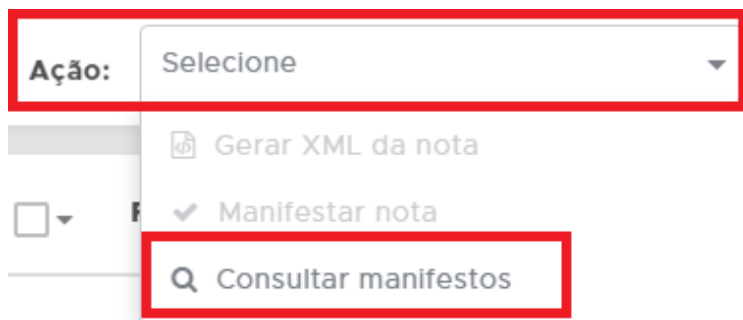 Ação: Selecione
Gerar XML da nota
Manifestar nota
Consultar manifestos